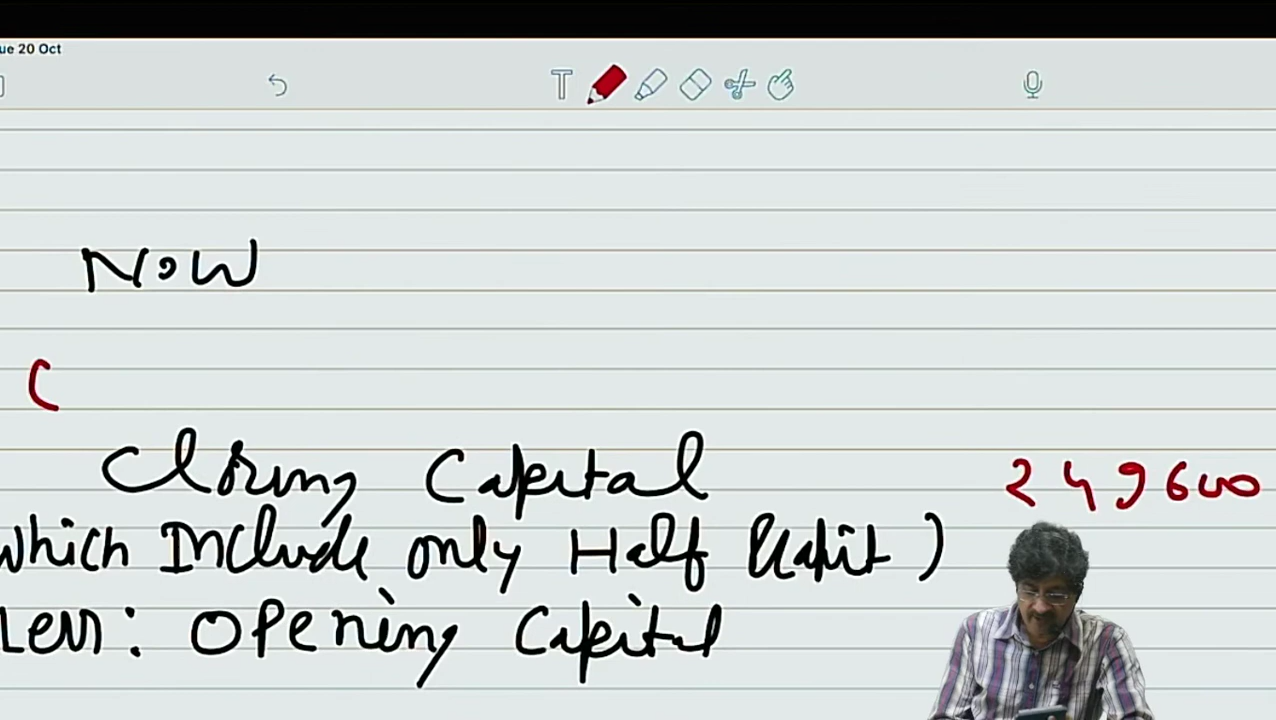 ue 20 Oct
T
NOW
C
Closing Capital 249600
which Include only Half Profit )
Less: Opening Capital